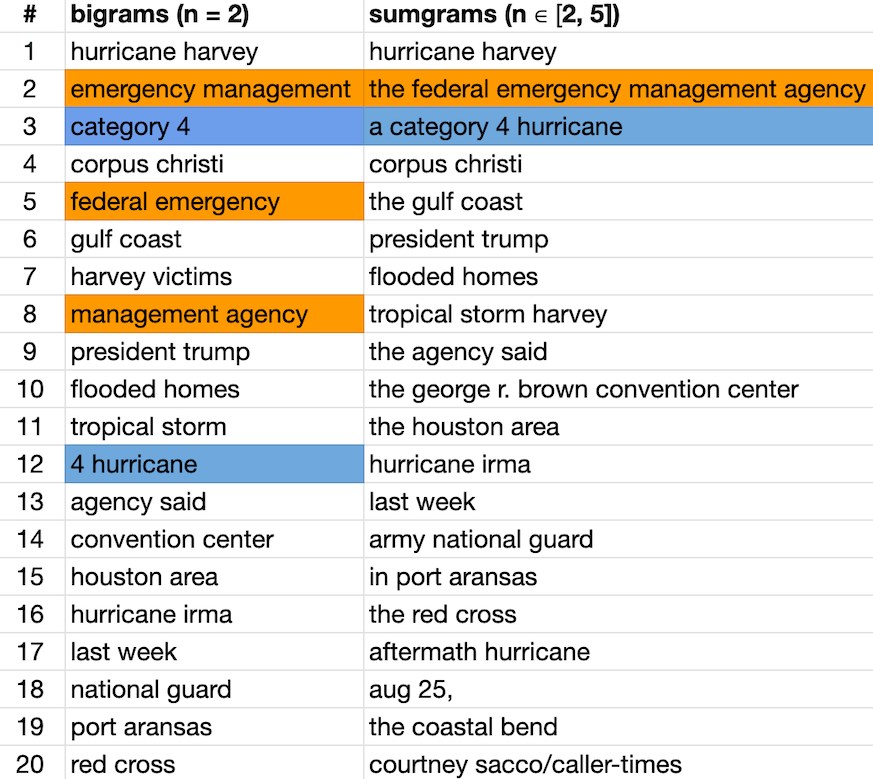 # bigrams (n = 2) sumgrams (n ∈ [2, 5])
1 hurricane harvey hurricane harvey
2 emergency management the federal emergency management agency
3 category 4 a category 4 hurricane
4 corpus christi corpus christi
5 federal emergency the gulf coast
6 gulf coast president trump
7 harvey victims flooded homes
8 management agency tropical storm harvey
9 president trump the agency said
10 flooded homes the george r. brown convention center
11 tropical storm the houston area
12 4 hurricane hurricane irma
13 agency said last week
14 convention center army national guard
15 houston area in port aransas
16 hurricane irma the red cross
17 last week aftermath hurricane
18 national guard aug 25,
19 port aransas the coastal bend
20 red cross courtney sacco/caller-times